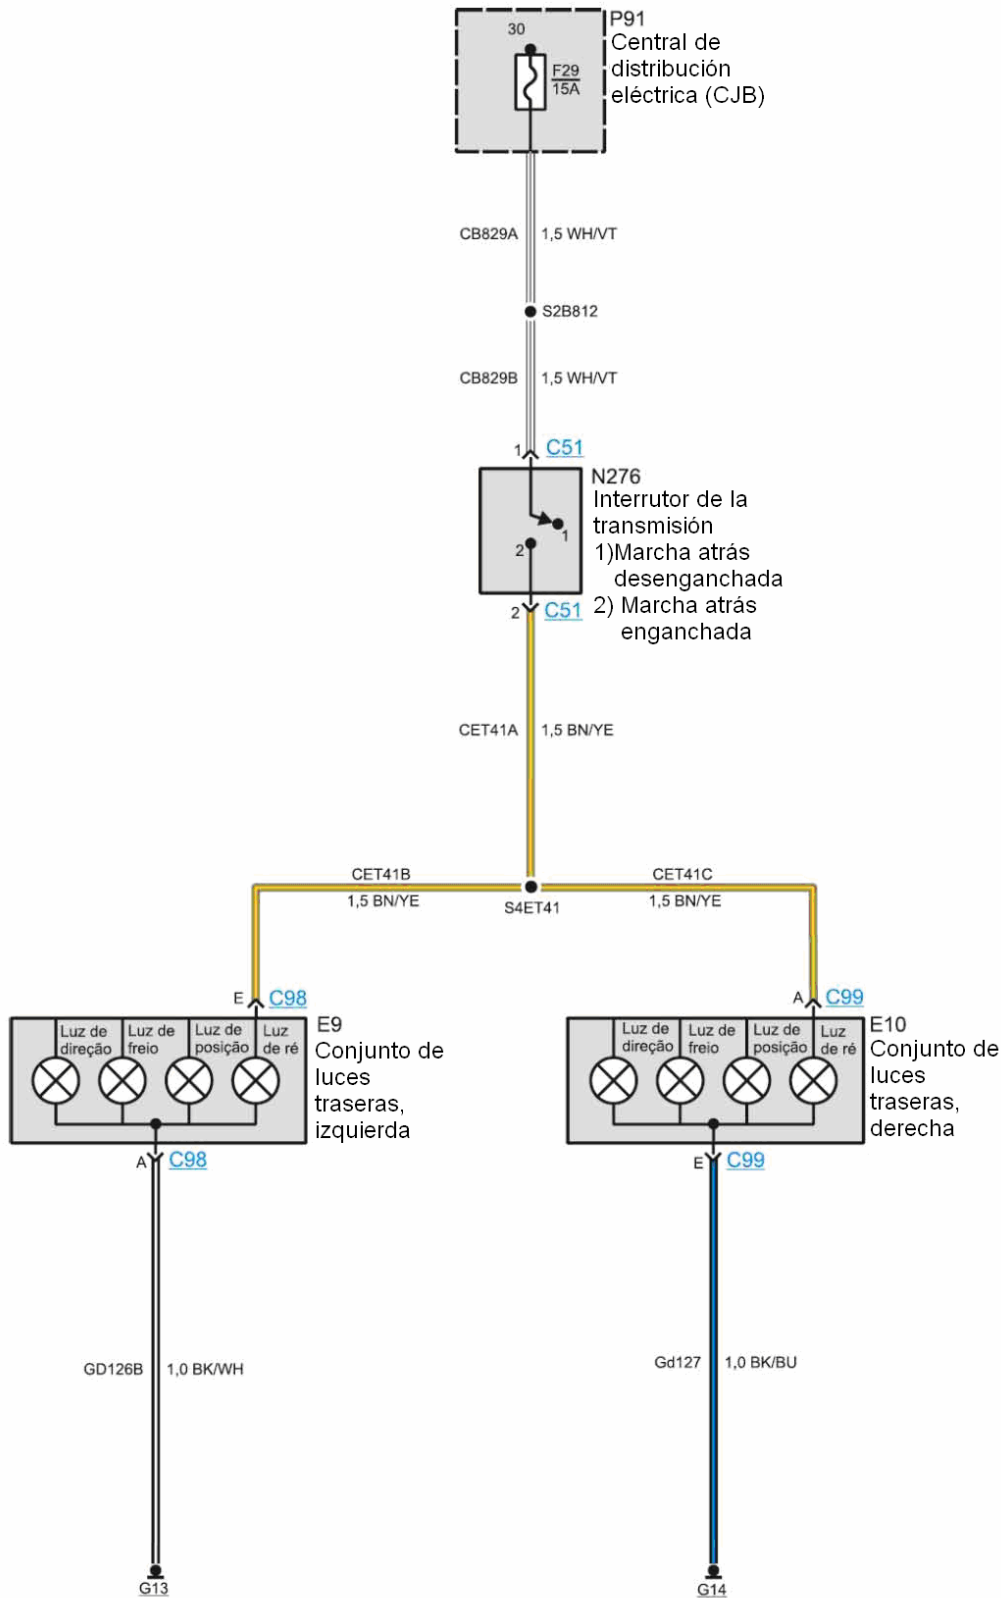 P91
Central de
distribución
eléctrica (CJB)
30
F29
15A
CB829A
1,5 WH/VT
S2B812
CB829B
1,5 WH/VT
1
C51
N276
Interrutor de la
transmisión
1)Marcha atrás
desenganchada
2) Marcha atrás
enganchada
1
2
2
C51
CET41A
1,5 BN/YE
CET41B
1,5 BN/YE
S4ET41
CET41C
1,5 BN/YE
E
C98
A
C99
E9
Conjunto de
luces
traseras,
izquierda
Luz de
direção
Luz de
freio
Luz de
posição
Luz
de ré
E10
Conjunto de
luces
traseras,
derecha
Luz de
direção
Luz de
freio
Luz de
posição
Luz
de ré
A
C98
E
C99
GD126B
1,0 BK/WH
Gd127
1,0 BK/BU
G13
G14